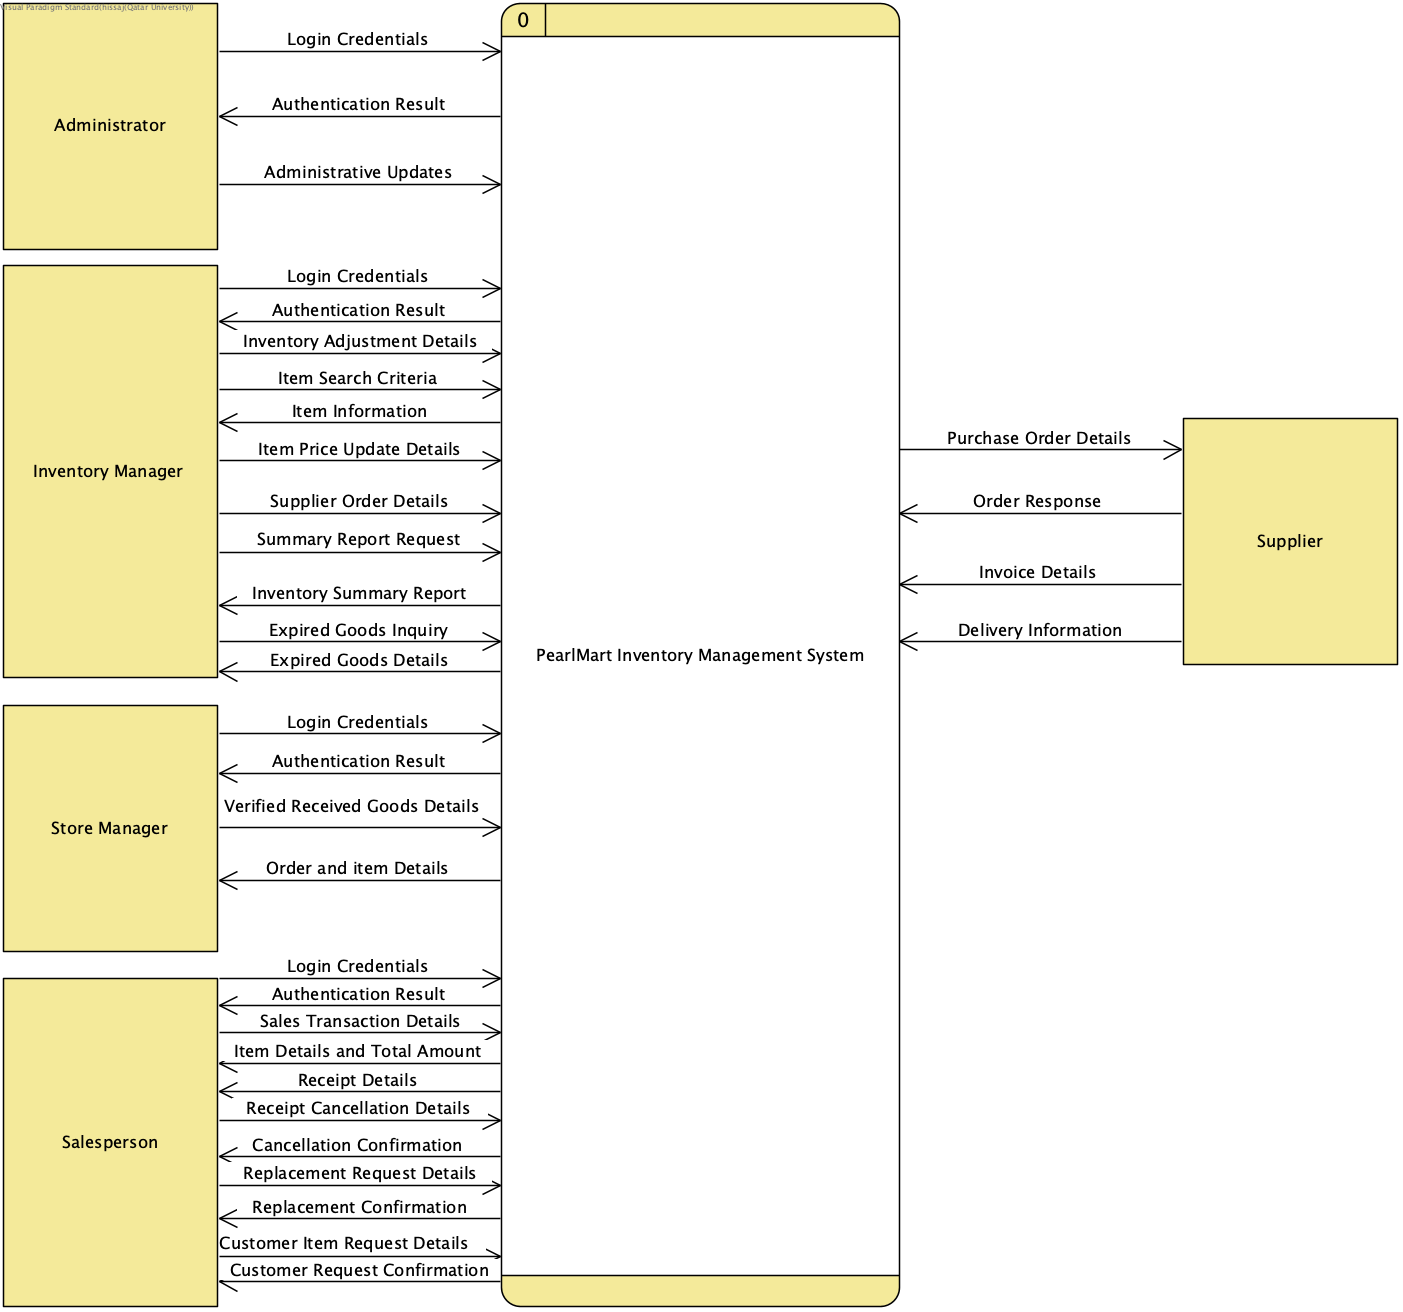 Visual Paradigm Standard(hissaj(Qatar University))
0
Login Credentials
Authentication Result
Administrator
Administrative Updates
Login Credentials
Authentication Result
Inventory Adjustment Details
Item Search Criteria
Item Information
Item Price Update Details
Inventory Manager
Supplier Order Details
Summary Report Request
Inventory Summary Report
Expired Goods Inquiry
Expired Goods Details
Purchase Order Details
Order Response
Supplier
Invoice Details
Delivery Information
PearlMart Inventory Management System
Login Credentials
Authentication Result
Verified Received Goods Details
Store Manager
Order and item Details
Login Credentials
Authentication Result
Sales Transaction Details
Item Details and Total Amount
Receipt Details
Receipt Cancellation Details
Salesperson
Cancellation Confirmation
Replacement Request Details
Replacement Confirmation
Customer Item Request Details
Customer Request Confirmation